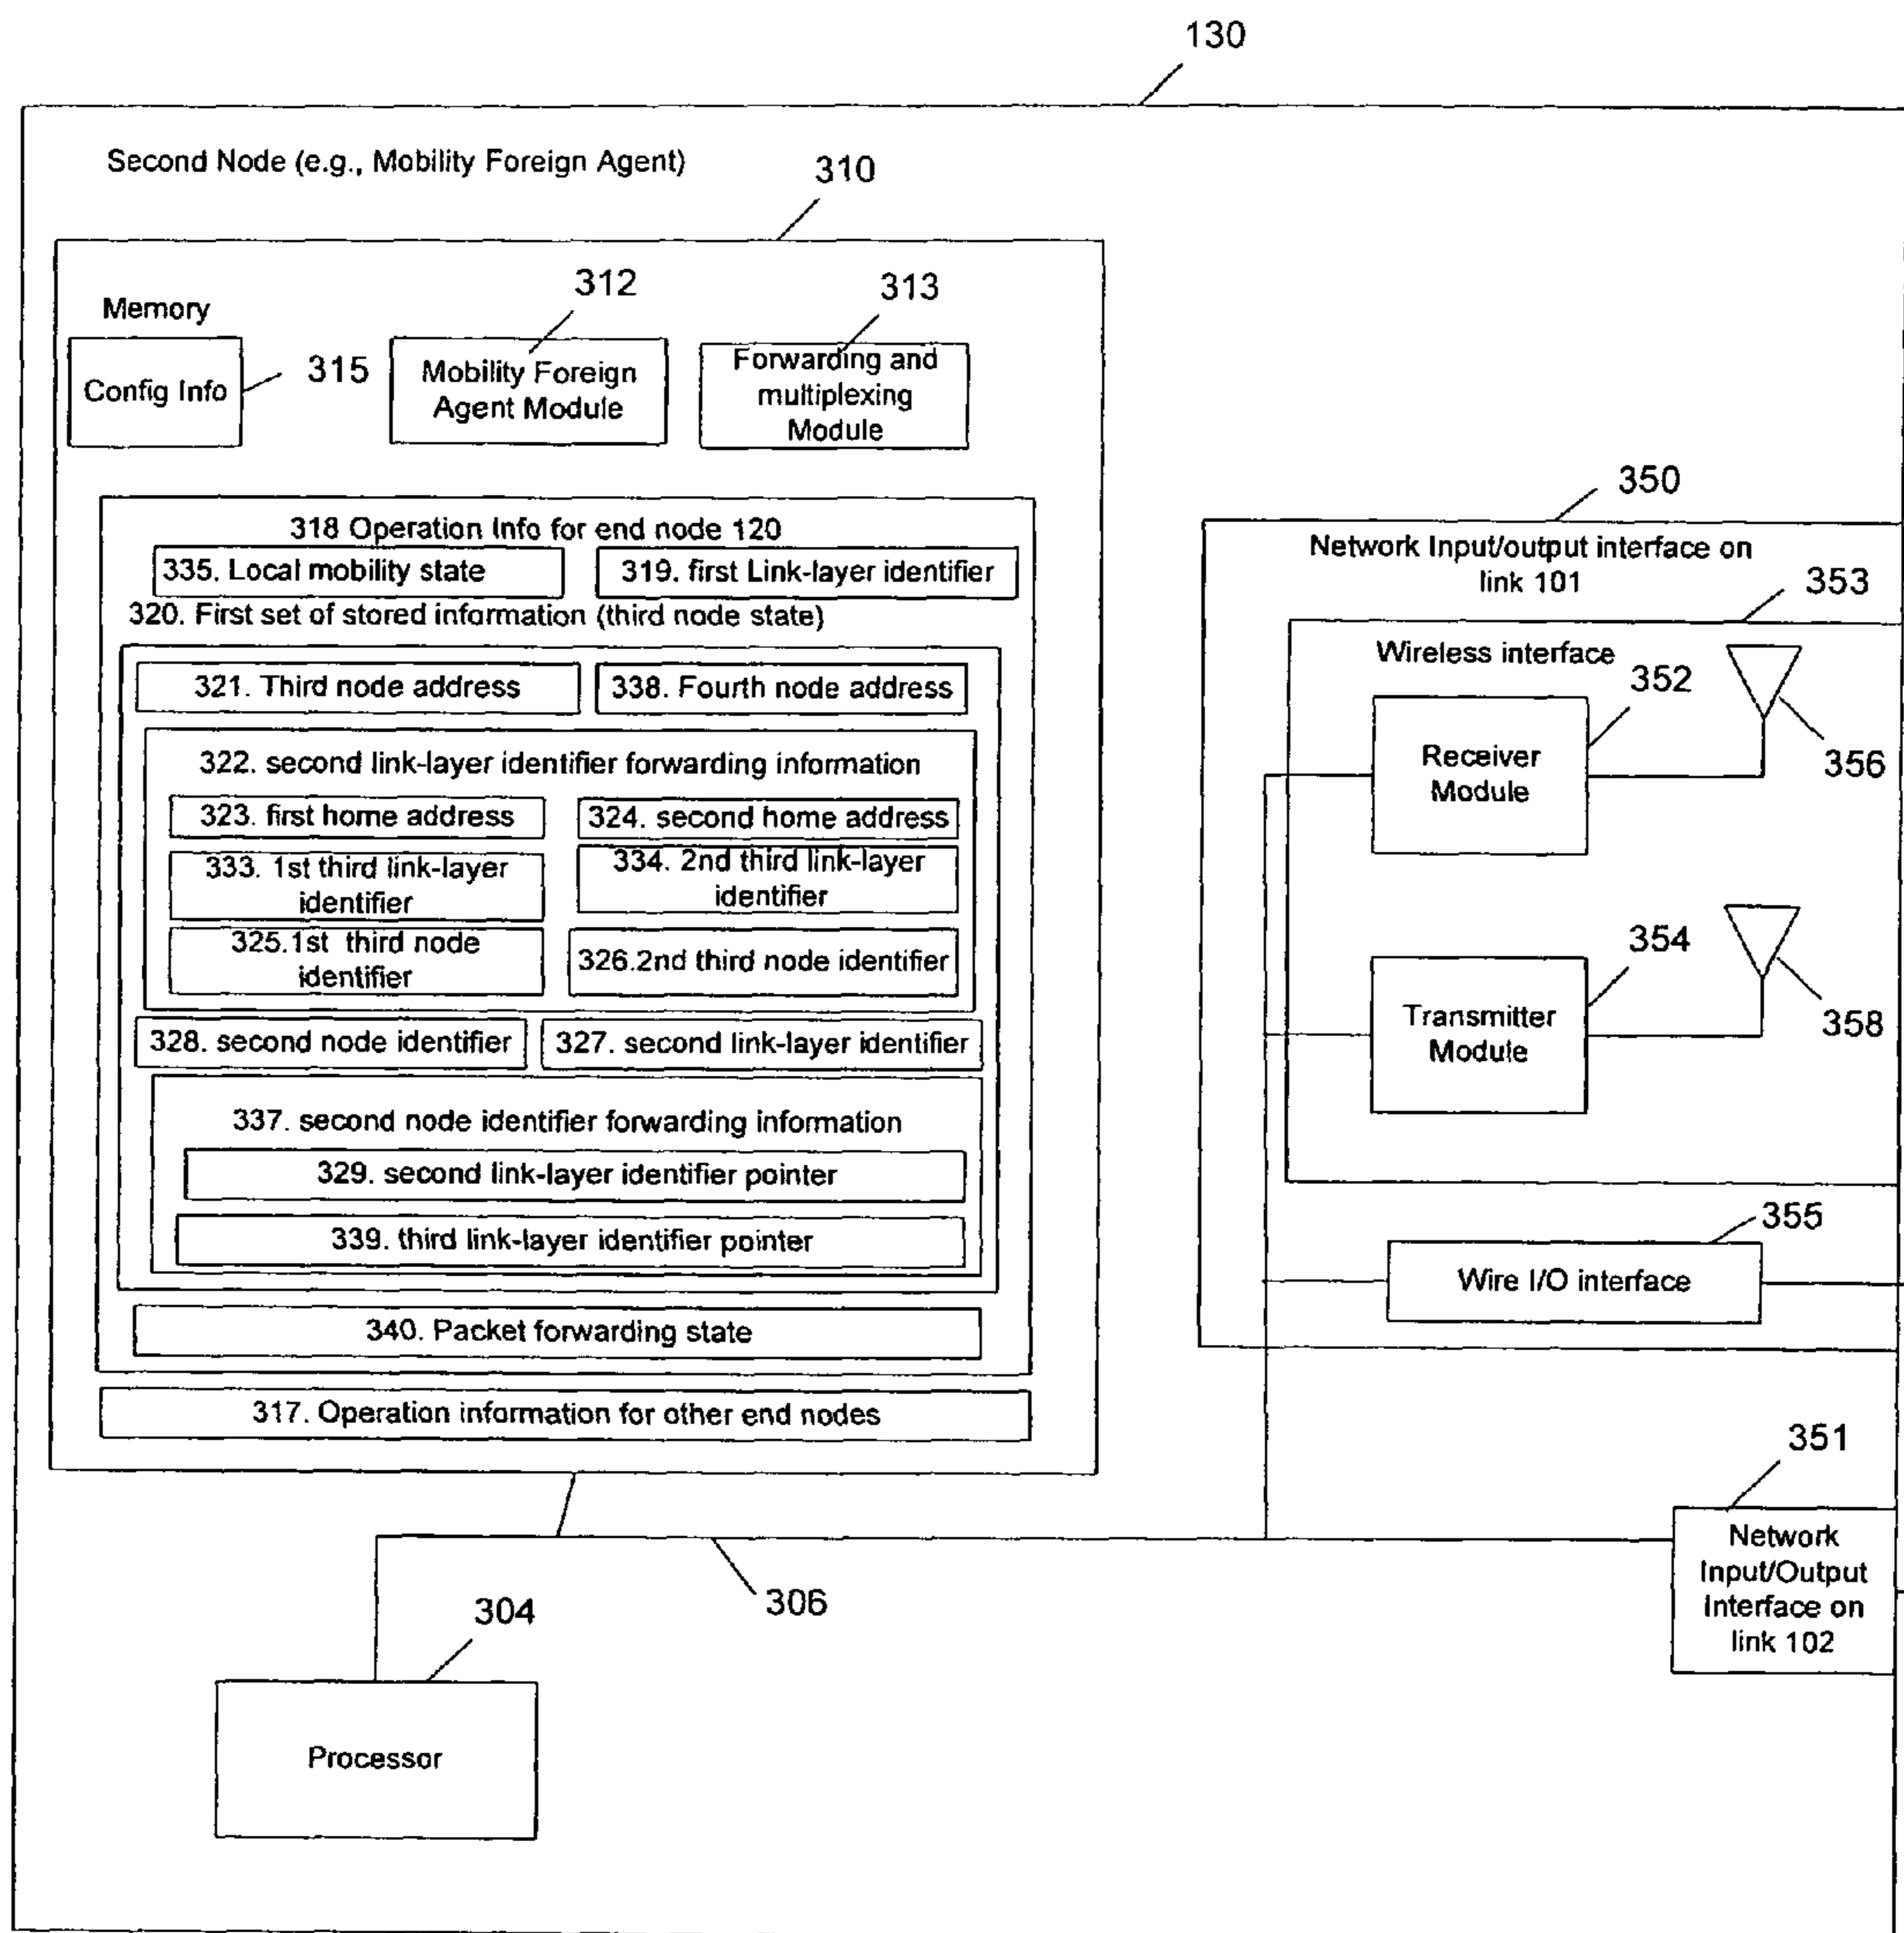 130
Second Node (e.g., Mobility Foreign Agent)
310
Memory
312
313
Config Info
315
Mobility Foreign
Agent Module
Forwarding and
multiplexing
Module
318 Operation Info for end node 120
335. Local mobility state
319. first Link-layer identifier
320. First set of stored information (third node state)
321. Third node address
338. Fourth node address
322. second link-layer identifier forwarding information
323. first home address
324. second home address
333. 1st third link-layer
identifier
334. 2nd third link-layer
identifier
325.1st third node
identifier
326.2nd third node identifier
328. second node identifier
327. second link-layer identifier
337. second node identifier forwarding information
329. second link-layer identifier pointer
339. third link-layer identifier pointer
340. Packet forwarding state
317. Operation information for other end nodes
350
Network Input/output interface on
link 101
353
Wireless interface
352
Receiver
Module
356
354
Transmitter
Module
358
355
Wire I/O interface
351
Network
Input/Output
Interface on
link 102
306
304
Processor